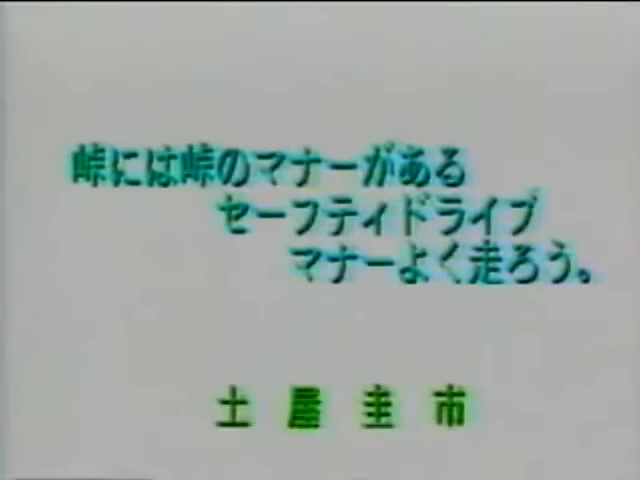 峠には峠のマナーがある
セーフティドライブ
マナーよく走ろう。
土屋圭市